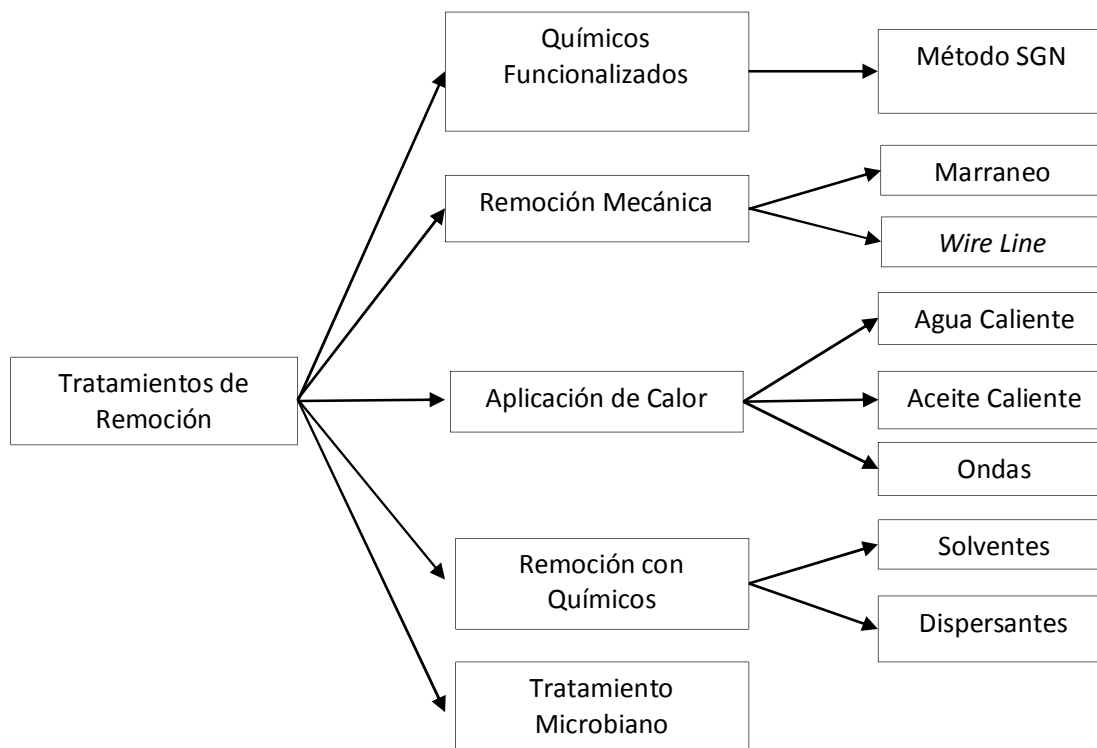 Químicos
Funcionalizados
Método SGN
Remoción Mecánica
Marraneo
Wire Line
Tratamientos de
Remoción
Aplicación de Calor
Agua Caliente
Aceite Caliente
Ondas
Remoción con
Químicos
Solventes
Dispersantes
Tratamiento
Microbiano